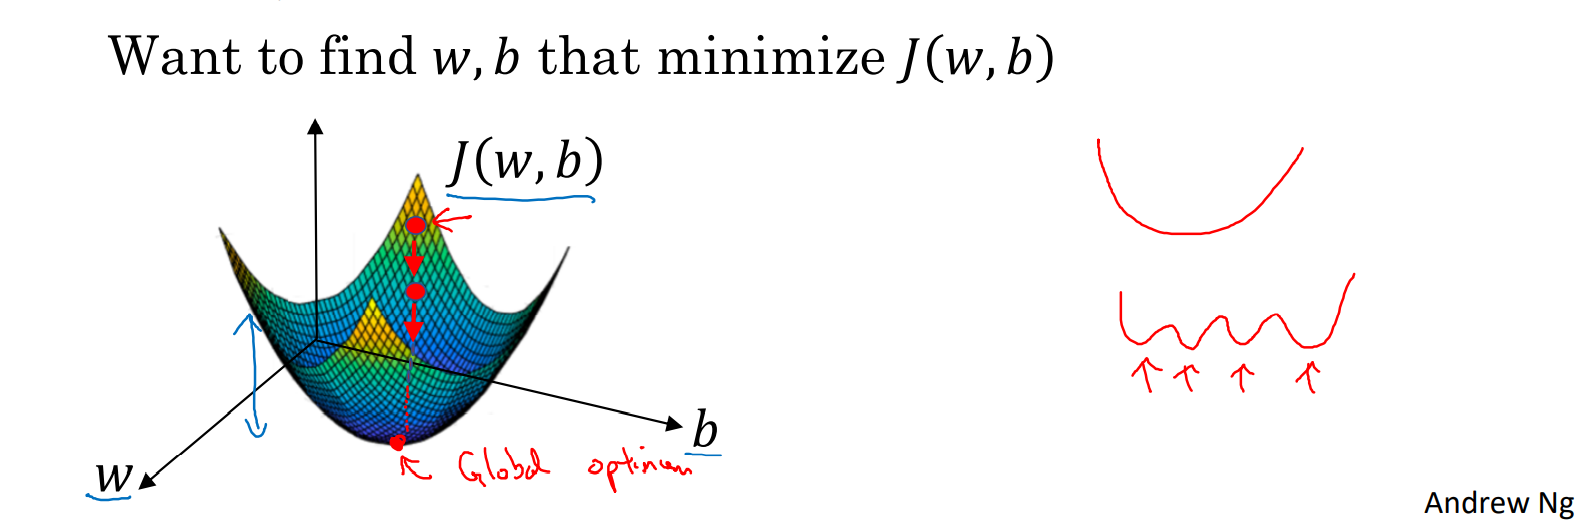 Want to find w, b that minimize J(w, b)
J(w, b)
b
w
Global optimum
Andrew Ng